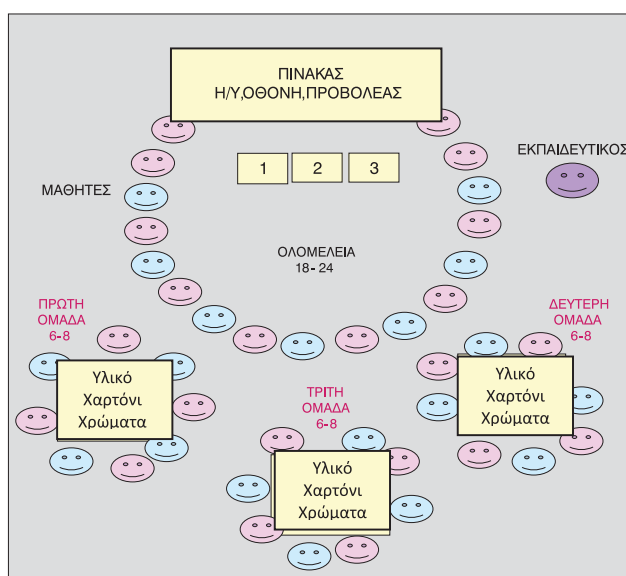 ΠΙΝΑΚΑΣ
Η/Υ,ΟΘΟΝΗ,ΠΡΟΒΟΛΕΑΣ
ΕΚΠΑΙΔΕΥΤΙΚΟΣ
1 2 3
ΜΑΘΗΤΕΣ
ΟΛΟΜΕΛΕΙΑ
18- 24
ΠΡΩΤΗ
ΟΜΑΔΑ
6-8
ΔΕΥΤΕΡΗ
ΟΜΑΔΑ
6-8
Υλικό
Χαρτόνι
Χρώματα
ΤΡΙΤΗ
ΟΜΑΔΑ
6-8
Υλικό
Χαρτόνι
Χρώματα
Υλικό
Χαρτόνι
Χρώματα